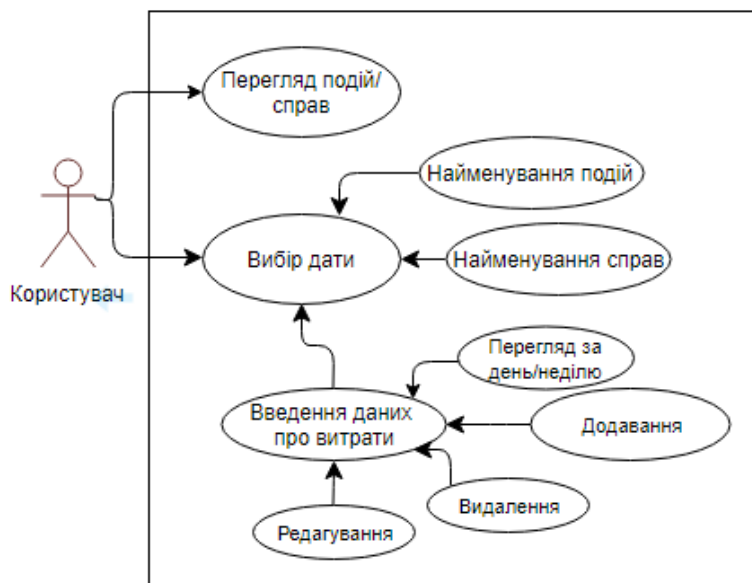 Перегляд подій/
справ
Найменування подій
Вибір дати
Найменування справ
Користувач
Перегляд за
день/неділю
Введення даних
про витрати
Додавання
Видалення
Редагування